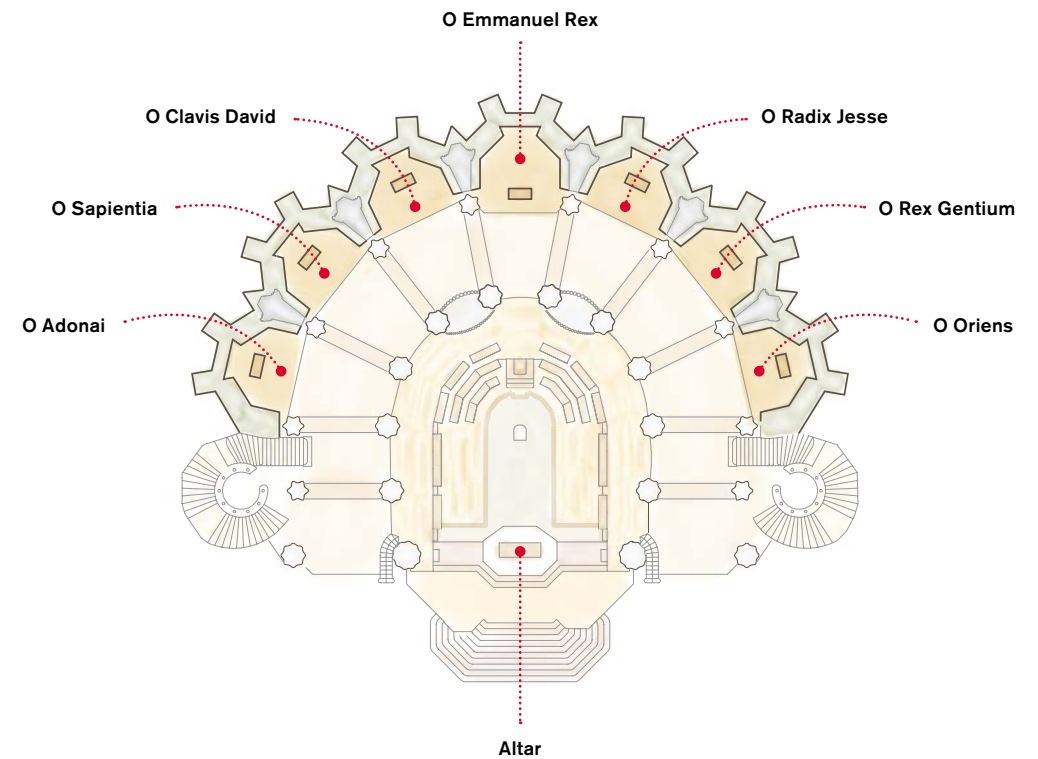 O Emmanuel Rex
O Clavis David
O Radix Jesse
O Sapientia
O Rex Gentium
O Adonai
O Oriens
Altar